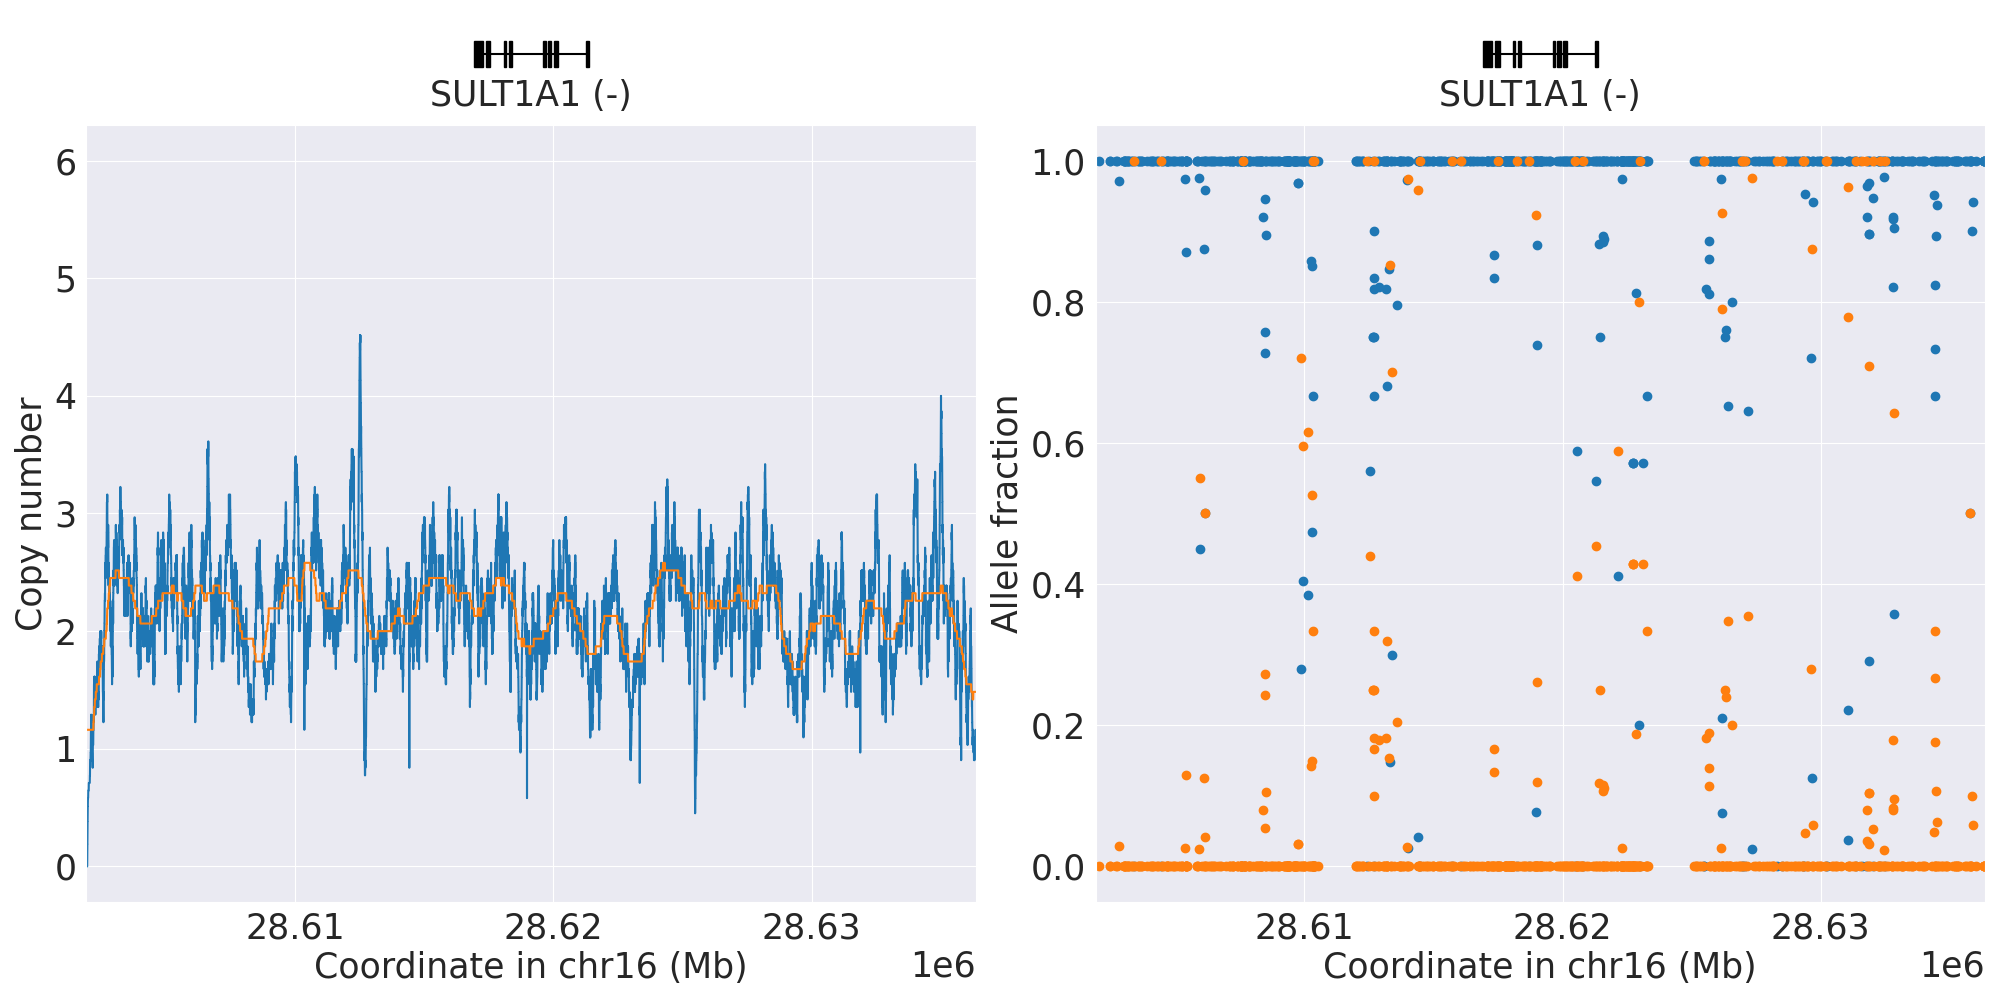 SULT1A1 (-)
6
5
4
3
2
1
0
Copy number
28.61
28.62
28.63
Coordinate in chr16 (Mb)
1e6
SULT1A1 (-)
1.0
0.8
0.6
0.4
0.2
0.0
Allele fraction
28.61
28.62
28.63
Coordinate in chr16 (Mb)
1e6